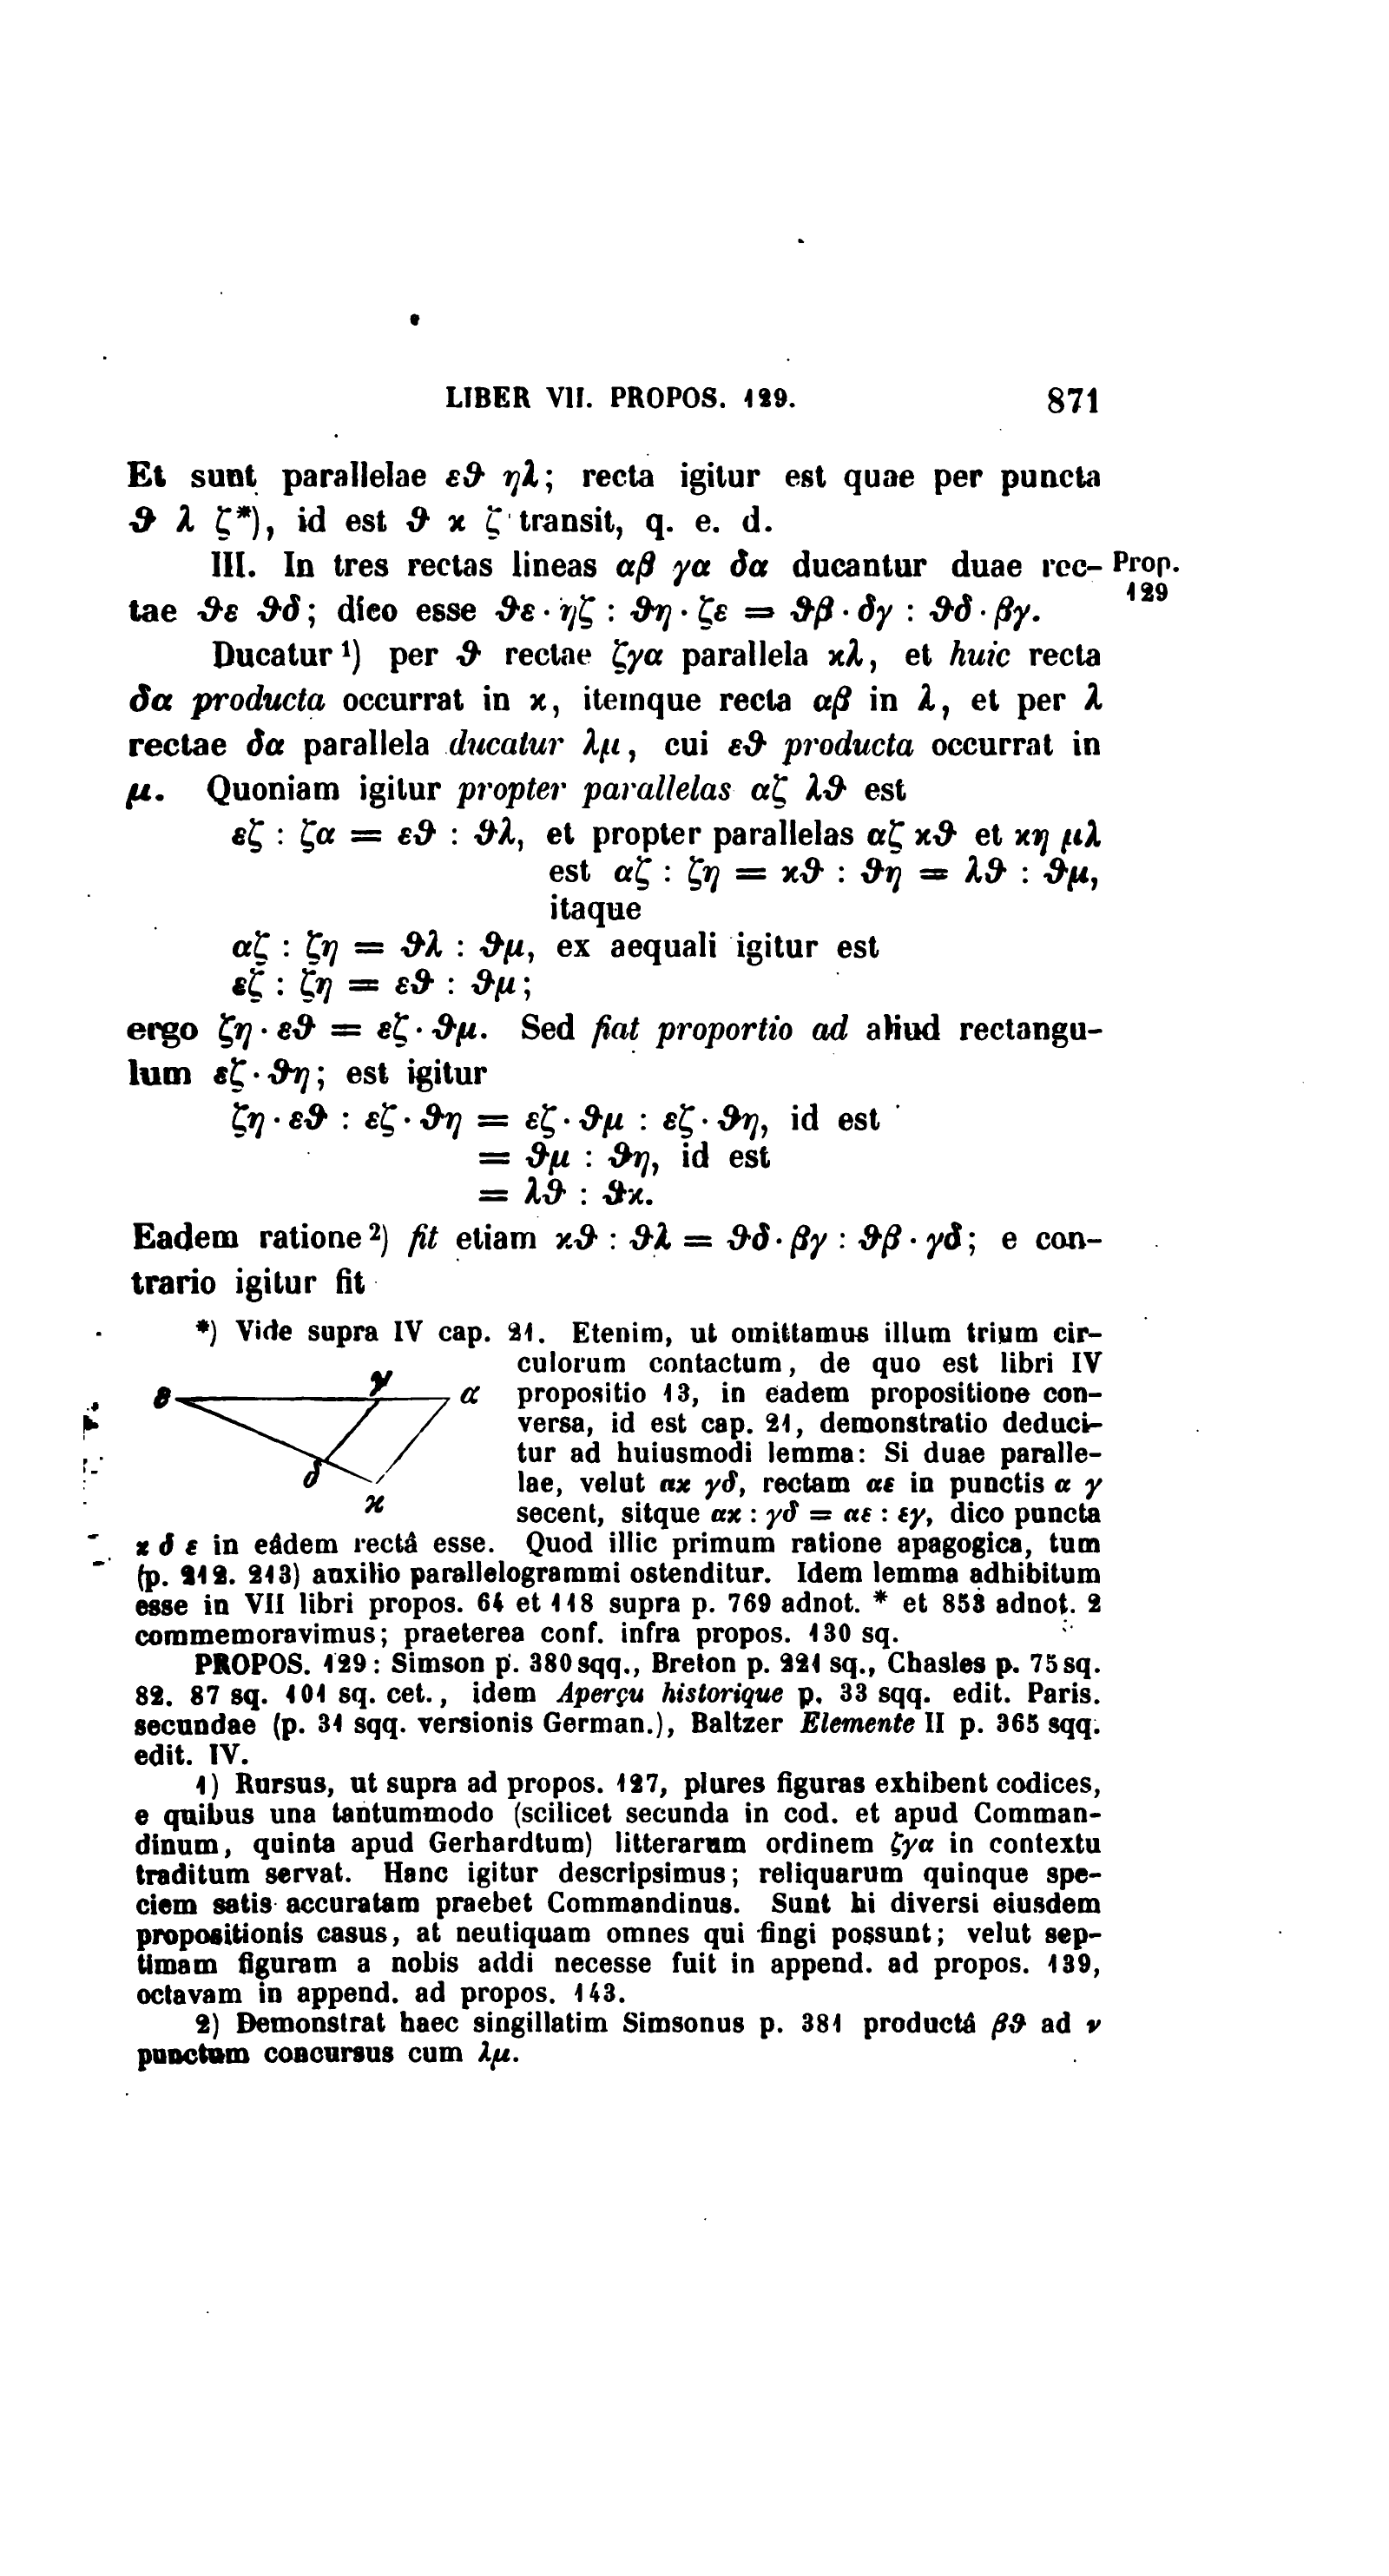 LIBER VII. PROPOS. 129. 871
Et sunt parallelae εϑ ηλ; recta igitur est quae per puncta
ϑ λ ζ*), id est ϑ κ ζ transit, q. e. d.
III. In tres rectas lineas αβ γα δα ducantur duae rec- Prop.
129
tae ϑε ϑδ; dico esse ϑε · ηζ : ϑη · ζε = ϑβ · δγ : ϑδ · βγ.
Ducatur ¹) per ϑ rectae ζγα parallela κλ, et huic recta
δα producta occurrat in κ, itemque recta αβ in λ, et per λ
rectae δα parallela ducatur λμ, cui εϑ producta occurrat in
μ. Quoniam igitur propter parallelas αζ λϑ est
εζ : ζα = εϑ : ϑλ, et propter parallelas αζ κϑ et κη μλ
est αζ : ζη = κϑ : ϑη = λϑ : ϑμ,
itaque
αζ : ζη = ϑλ : ϑμ, ex aequali igitur est
εζ : ζη = εϑ : ϑμ;
ergo ζη · εϑ = εζ · ϑμ. Sed fiat proportio ad aliud rectangu-
lum εζ · ϑη; est igitur
ζη · εϑ : εζ · ϑη = εζ · ϑμ : εζ · ϑη, id est
= ϑμ : ϑη, id est
= λϑ : ϑκ.
Eadem ratione ²) fit etiam κϑ : ϑλ = ϑδ · βγ : ϑβ · γδ; e con-
trario igitur fit
*) Vide supra IV cap. 21. Etenim, ut omittamus illum trium cir-
culorum contactum, de quo est libri IV
propositio 13, in eadem propositione con-
versa, id est cap. 21, demonstratio deduci-
tur ad huiusmodi lemma: Si duae paralle-
lae, velut ακ γδ, rectam αε in punctis α γ
secent, sitque ακ : γδ = αε : εγ, dico puncta
γ
α
δ
κ
κ δ ε in eâdem rectâ esse. Quod illic primum ratione apagogica, tum
(p. 212. 213) auxilio parallelogrammi ostenditur. Idem lemma adhibitum
esse in VII libri propos. 64 et 118 supra p. 769 adnot. * et 853 adnot. 2
commemoravimus; praeterea conf. infra propos. 130 sq.
PROPOS. 129: Simson p. 380 sqq., Breton p. 221 sq., Chasles p. 75 sq.
82. 87 sq. 101 sq. cet., idem Aperçu historique p. 33 sqq. edit. Paris.
secundae (p. 31 sqq. versionis German.), Baltzer Elemente II p. 365 sqq.
edit. IV.
1) Rursus, ut supra ad propos. 127, plures figuras exhibent codices,
e quibus una tantummodo (scilicet secunda in cod. et apud Comman-
dinum, quinta apud Gerhardtum) litterarum ordinem ζγα in contextu
traditum servat. Hanc igitur descripsimus; reliquarum quinque spe-
ciem satis accuratam praebet Commandinus. Sunt hi diversi eiusdem
propositionis casus, at neutiquam omnes qui fingi possunt; velut sep-
timam figuram a nobis addi necesse fuit in append. ad propos. 139,
octavam in append. ad propos. 143.
2) Demonstrat haec singillatim Simsonus p. 381 productâ βϑ ad ν
punctum concursus cum λμ.